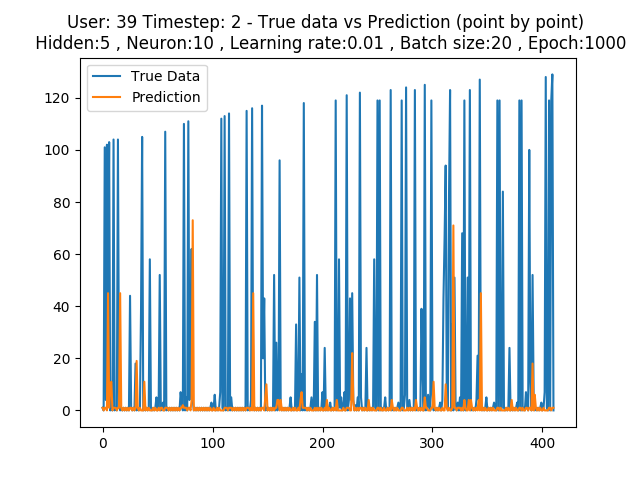 User: 39 Timestep: 2 - True data vs Prediction (point by point)
Hidden:5 , Neuron:10 , Learning rate:0.01 , Batch size:20 , Epoch:1000
True Data
Prediction
120
100
80
60
40
20
0
0 100 200 300 400